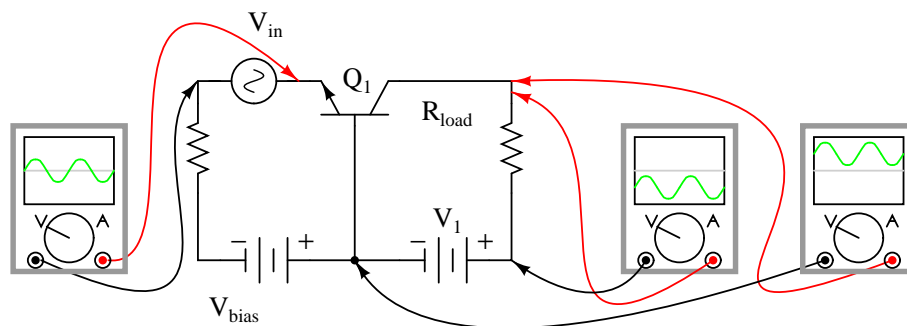 V_in
Q_1
R_load
V A
V A
V A
− + V_1 − +
V_bias